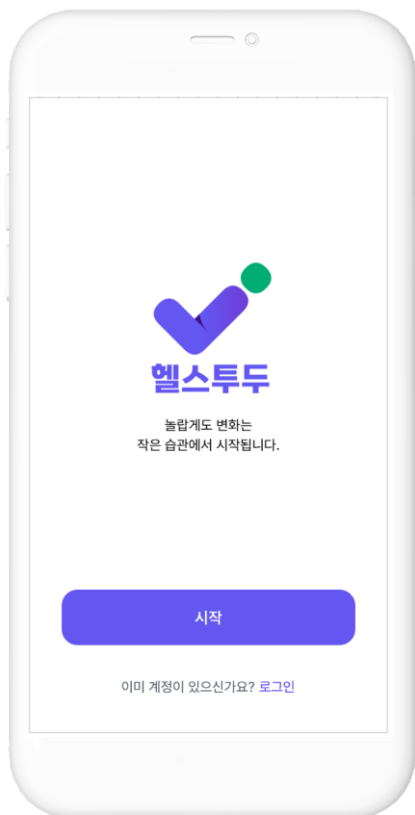 헬스투두
놀랍게도 변화는
작은 습관에서 시작됩니다.
시작
이미 계정이 있으신가요? 로그인